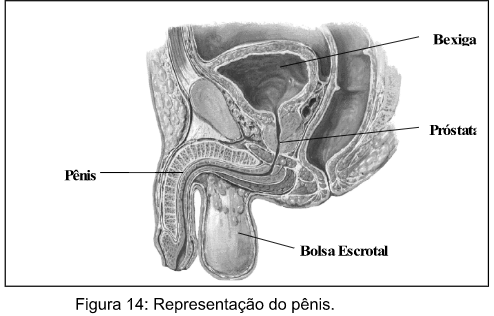 Bexiga
Próstata
Pênis
Bolsa Escrotal
Figura 14: Representação do pênis.